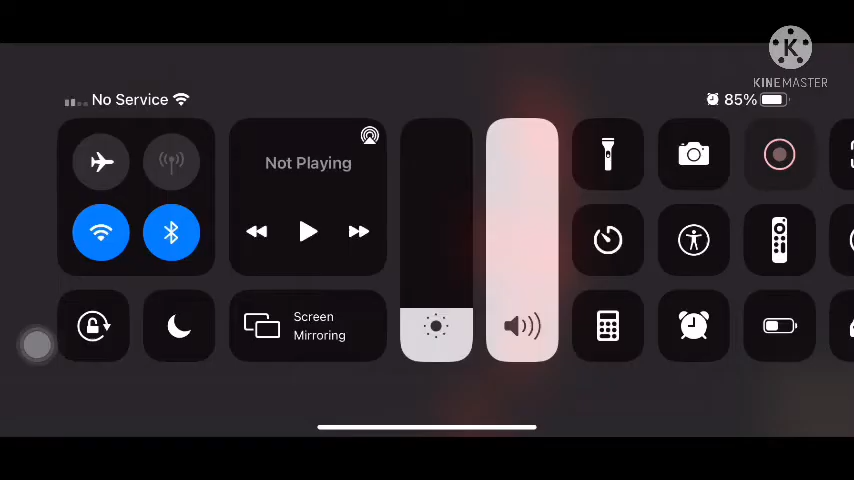 K
KINEMASTER
No Service
85%
Not Playing
Screen
Mirroring